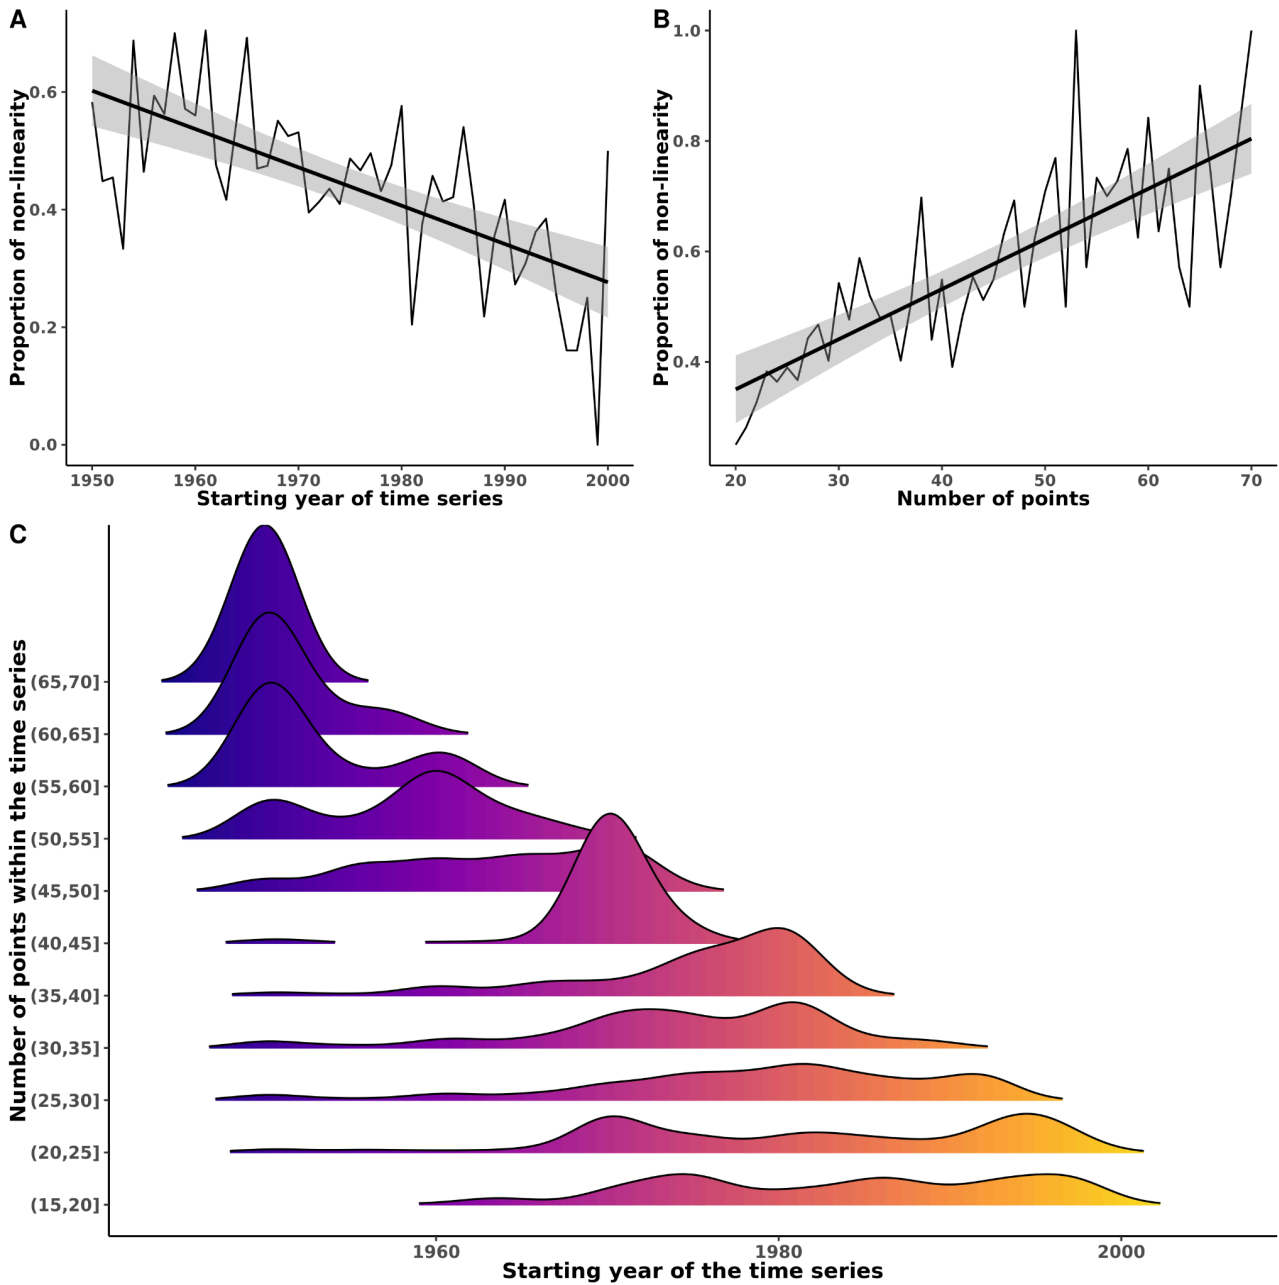 A
Proportion of non-linearity
0.6
0.4
0.2
0.0
1950 1960 1970 1980 1990 2000
Starting year of time series
B
Proportion of non-linearity
1.0
0.8
0.6
0.4
20 30 40 50 60 70
Number of points
C
Number of points within the time series
(65,70]
(60,65]
(55,60]
(50,55]
(45,50]
(40,45]
(35,40]
(30,35]
(25,30]
(20,25]
(15,20]
1960 1980 2000
Starting year of the time series